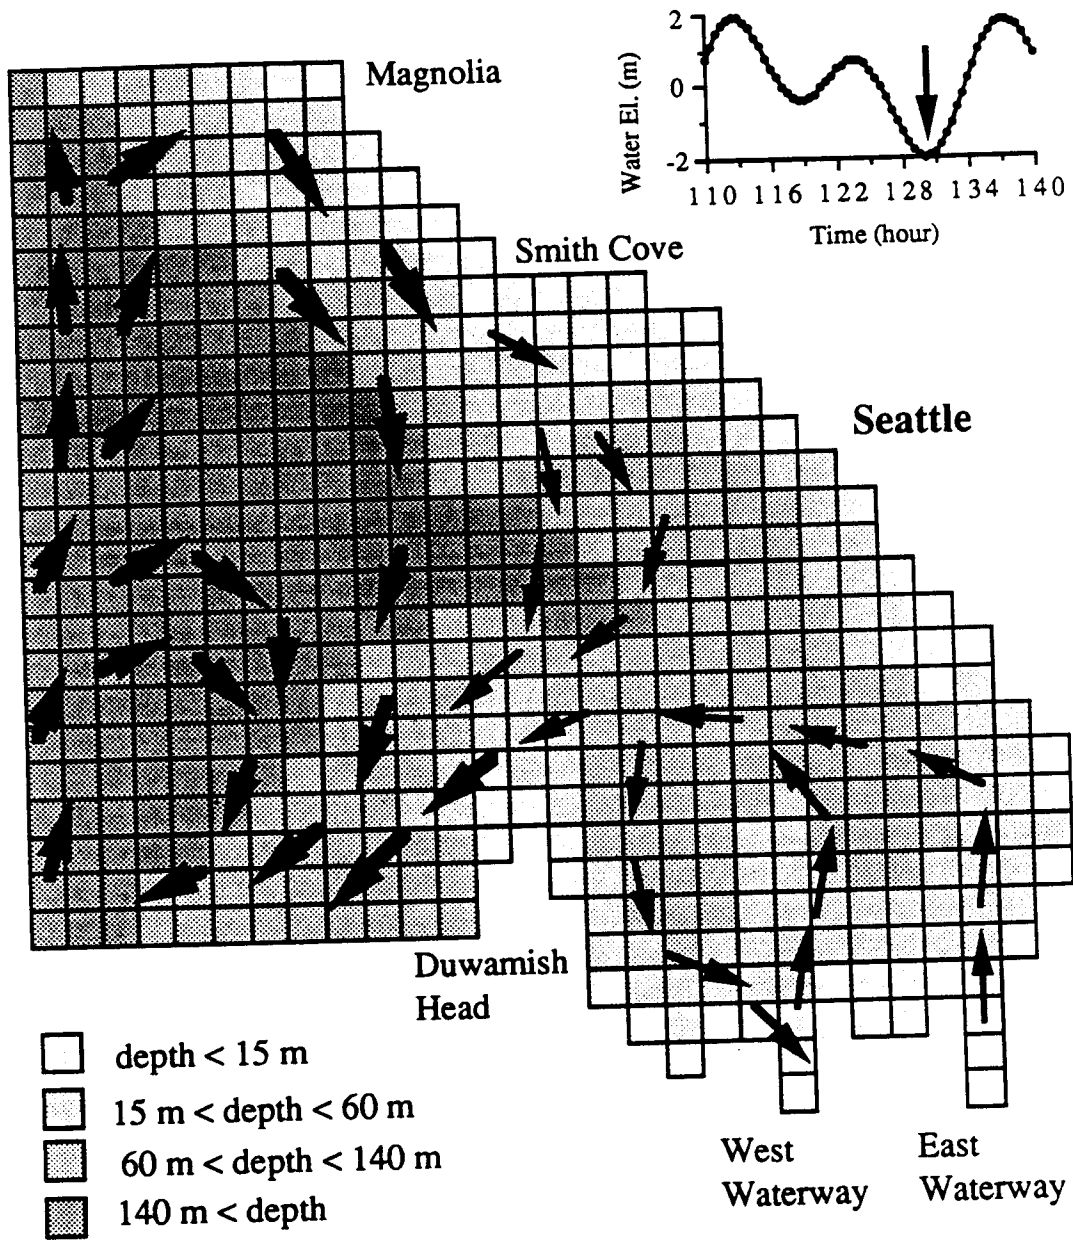 Magnolia
2
0
-2
Water El. (m)
110 116 122 128 134 140
Time (hour)
Smith Cove
Seattle
Duwamish
Head
depth < 15 m
15 m < depth < 60 m
60 m < depth < 140 m
140 m < depth
West
Waterway
East
Waterway